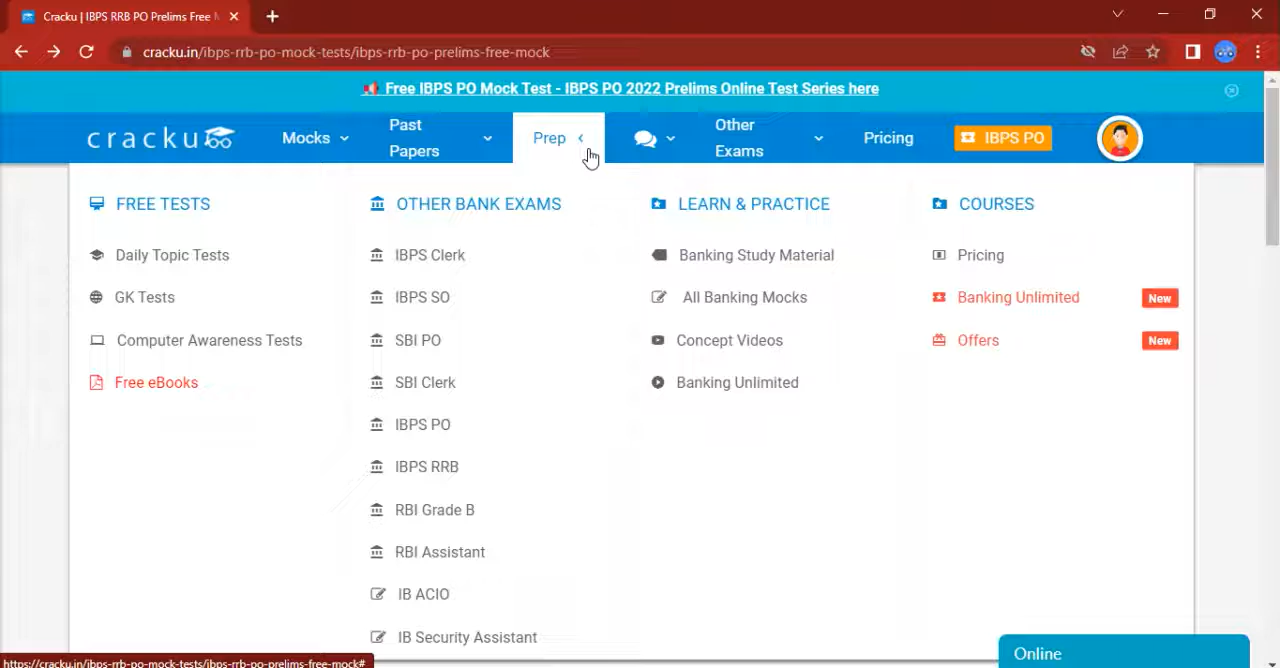 Cracku | IBPS RRB PO Prelims Free M
cracku.in/ibps-rrb-po-mock-tests/ibps-rrb-po-prelims-free-mock
Free IBPS PO Mock Test - IBPS PO 2022 Prelims Online Test Series here
cracku
Mocks
Past
Papers
Prep
Other
Exams
Pricing
IBPS PO
FREE TESTS
Daily Topic Tests
GK Tests
Computer Awareness Tests
Free eBooks
OTHER BANK EXAMS
IBPS Clerk
IBPS SO
SBI PO
SBI Clerk
IBPS PO
IBPS RRB
RBI Grade B
RBI Assistant
IB ACIO
IB Security Assistant
LEARN & PRACTICE
Banking Study Material
All Banking Mocks
Concept Videos
Banking Unlimited
COURSES
Pricing
Banking Unlimited New
Offers New
Online
https://cracku.in/ibps-rrb-po-mock-tests/ibps-rrb-po-prelims-free-mock#